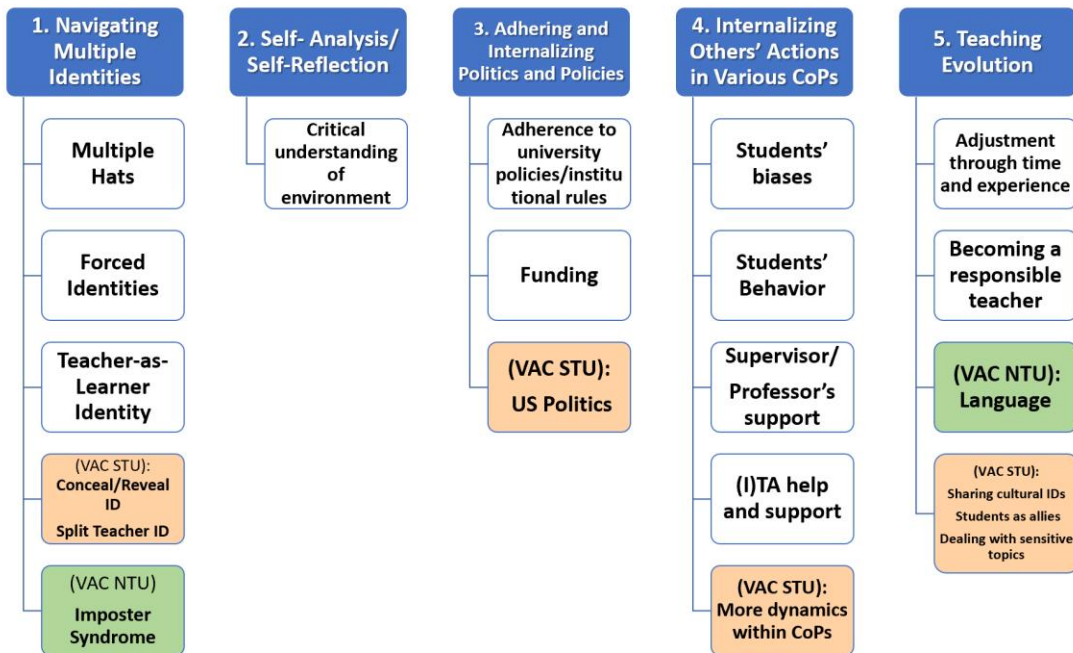 1. Navigating
Multiple
Identities
Multiple
Hats
Forced
Identities
Teacher-as-
Learner
Identity
(VAC STU):
Conceal/Reveal
ID
Split Teacher ID
(VAC NTU)
Imposter
Syndrome
2. Self- Analysis/
Self-Reflection
Critical
understanding
of
environment
3. Adhering and
Internalizing
Politics and Policies
Adherence to
university
policies/institu
tional rules
Funding
(VAC STU):
US Politics
4. Internalizing
Others' Actions
in Various CoPs
Students'
biases
Students'
Behavior
Supervisor/
Professor's
support
(I)TA help
and support
(VAC STU):
More dynamics
within CoPs
5. Teaching
Evolution
Adjustment
through time
and experience
Becoming a
responsible
teacher
(VAC NTU):
Language
(VAC STU):
Sharing cultural IDs
Students as allies
Dealing with sensitive
topics